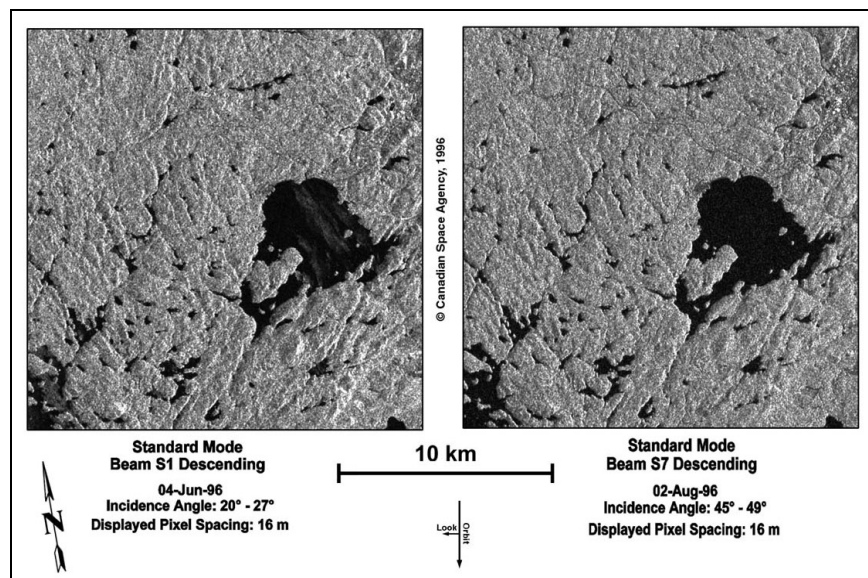 © Canadian Space Agency, 1996
Standard Mode
Beam S1 Descending
04-Jun-96
Incidence Angle: 20° - 27°
Displayed Pixel Spacing: 16 m
N
10 km
Look
Orbit
Standard Mode
Beam S7 Descending
02-Aug-96
Incidence Angle: 45° - 49°
Displayed Pixel Spacing: 16 m